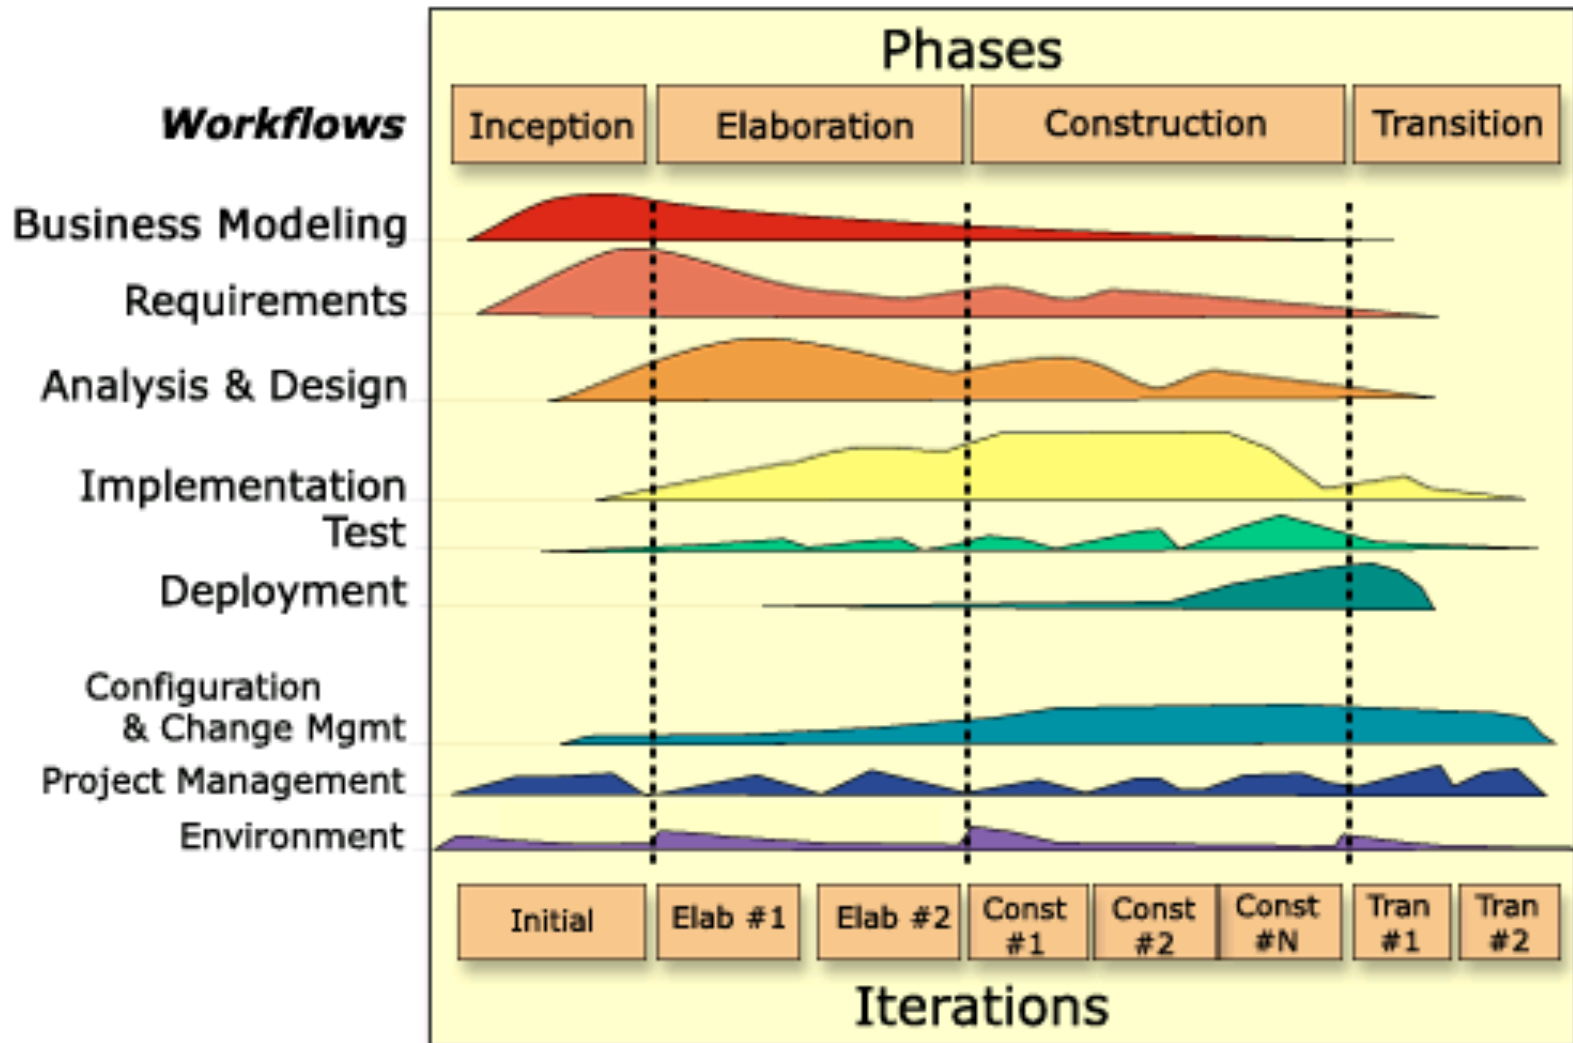 Phases
Workflows
Inception
Elaboration
Construction
Transition
Business Modeling
Requirements
Analysis & Design
Implementation
Test
Deployment
Configuration
& Change Mgmt
Project Management
Environment
Initial
Elab #1
Elab #2
Const
#1
Const
#2
Const
#N
Tran
#1
Tran
#2
Iterations